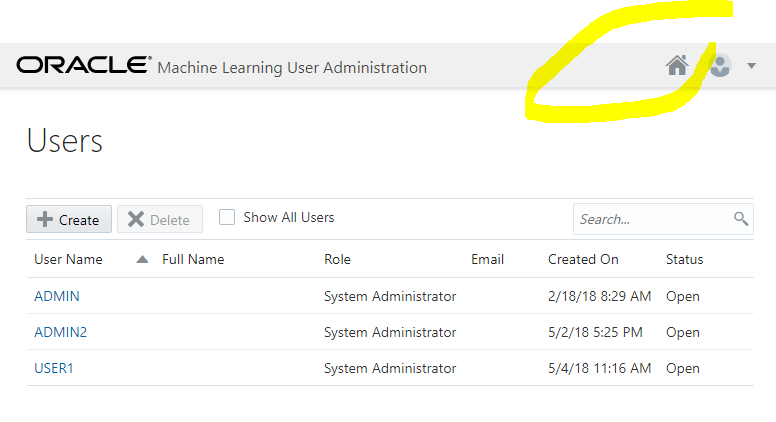 ORACLE® Machine Learning User Administration
Users
Create Delete Show All Users Search...
User Name Full Name Role Email Created On Status
ADMIN System Administrator 2/18/18 8:29 AM Open
ADMIN2 System Administrator 5/2/18 5:25 PM Open
USER1 System Administrator 5/4/18 11:16 AM Open